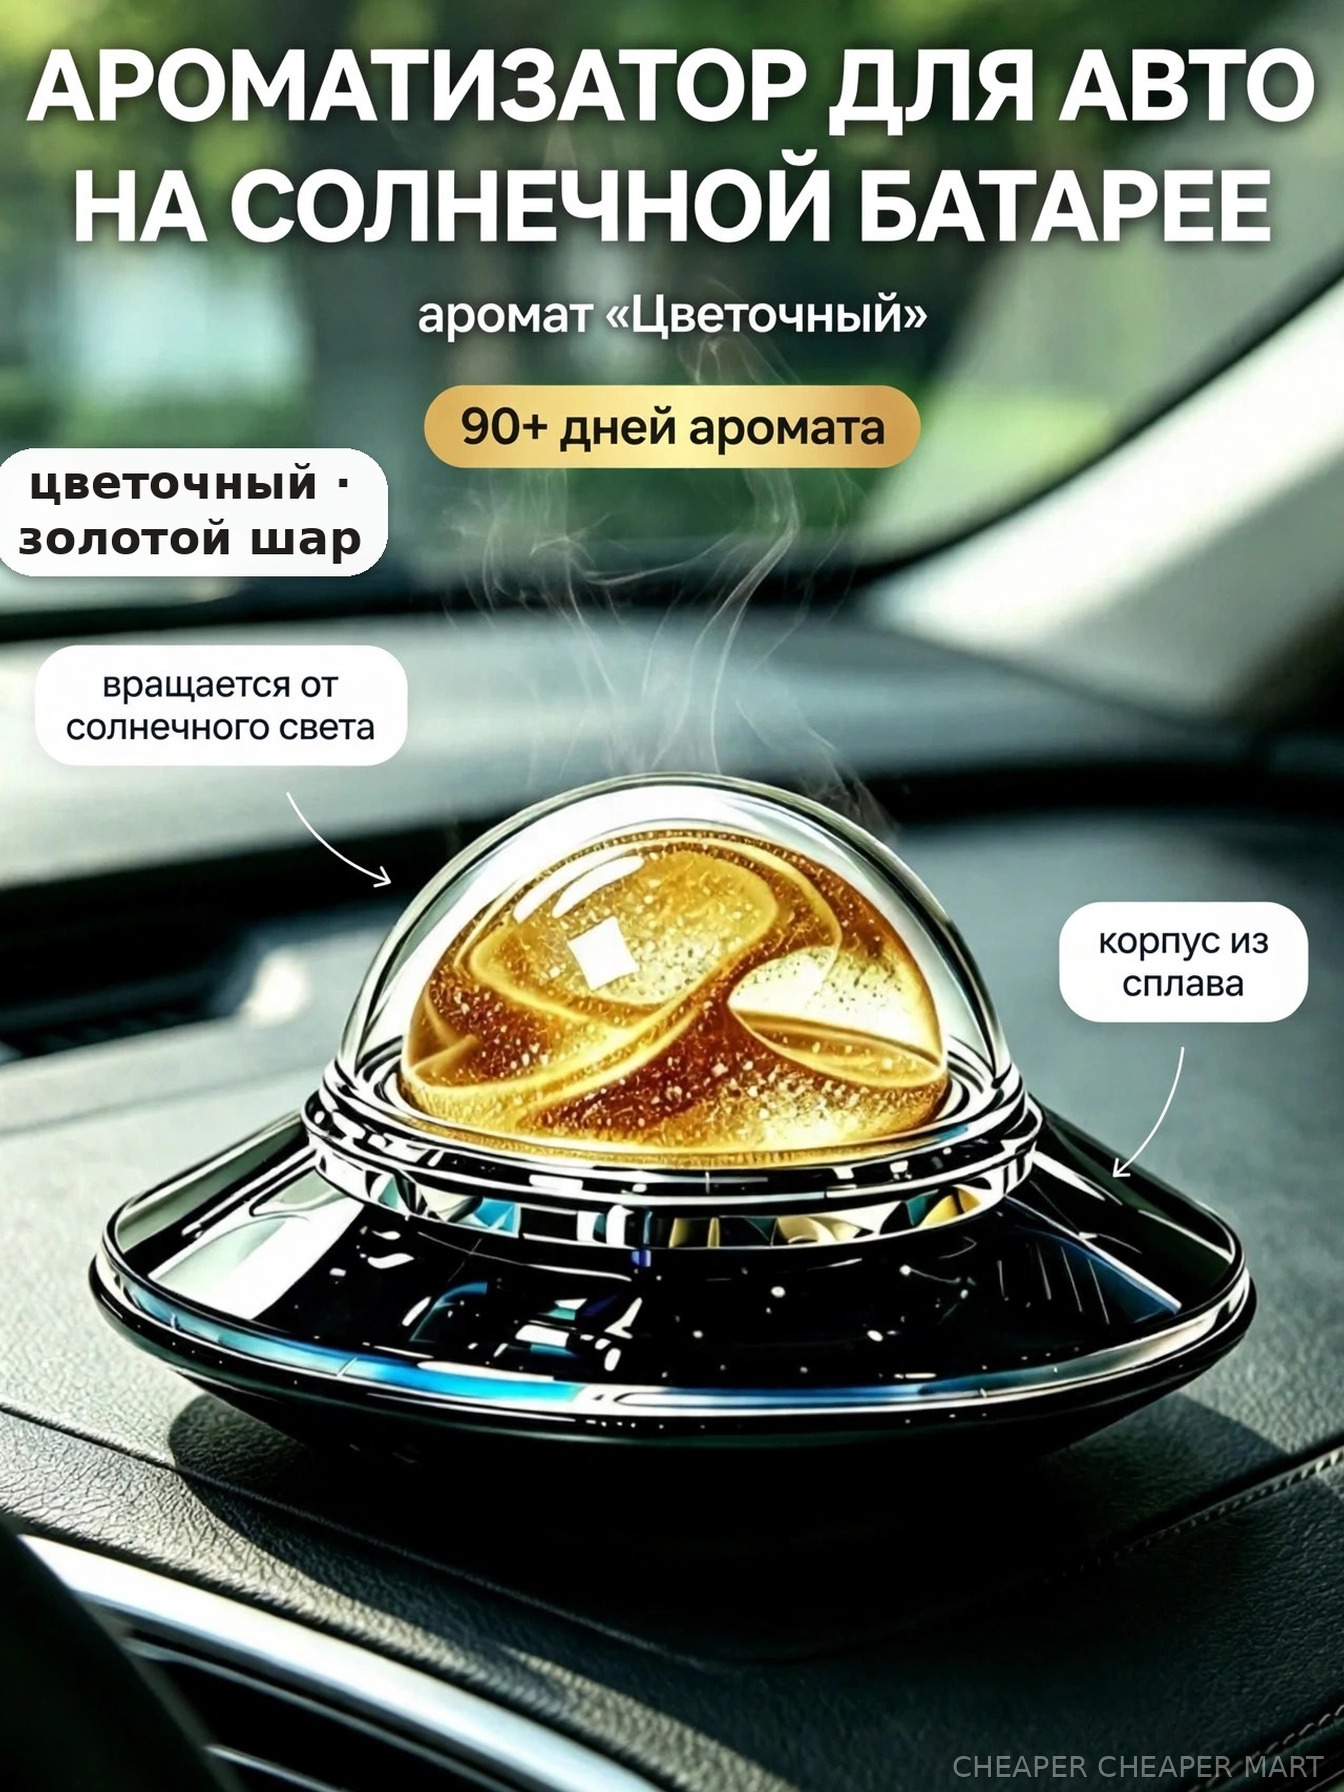 АРОМАТИЗАТОР ДЛЯ АВТО
НА СОЛНЕЧНОЙ БАТАРЕЕ
аромат «Цветочный»
90+ дней аромата
цветочный ·
золотой шар
вращается от
солнечного света
корпус из
сплава
CHEAPER CHEAPER MART